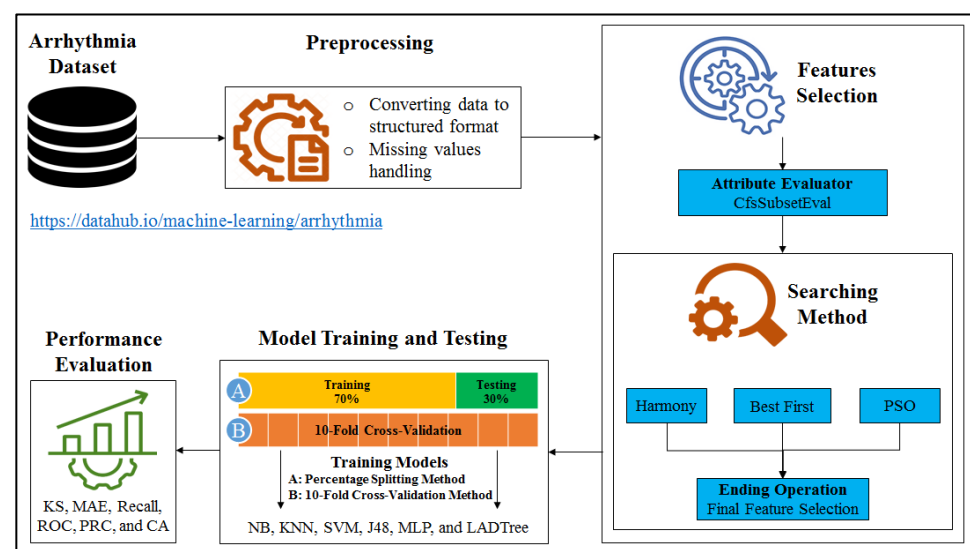 Arrhythmia
Dataset
https://datahub.io/machine-learning/arrhythmia
Preprocessing
o Converting data to
structured format
o Missing values
handling
Features
Selection
Attribute Evaluator
CfsSubsetEval
Searching
Method
Harmony
Best First
PSO
Ending Operation
Final Feature Selection
Model Training and Testing
A
Training
70%
Testing
30%
B
10-Fold Cross-Validation
Training Models
A: Percentage Splitting Method
B: 10-Fold Cross-Validation Method
NB, KNN, SVM, J48, MLP, and LADTree
Performance
Evaluation
KS, MAE, Recall,
ROC, PRC, and CA